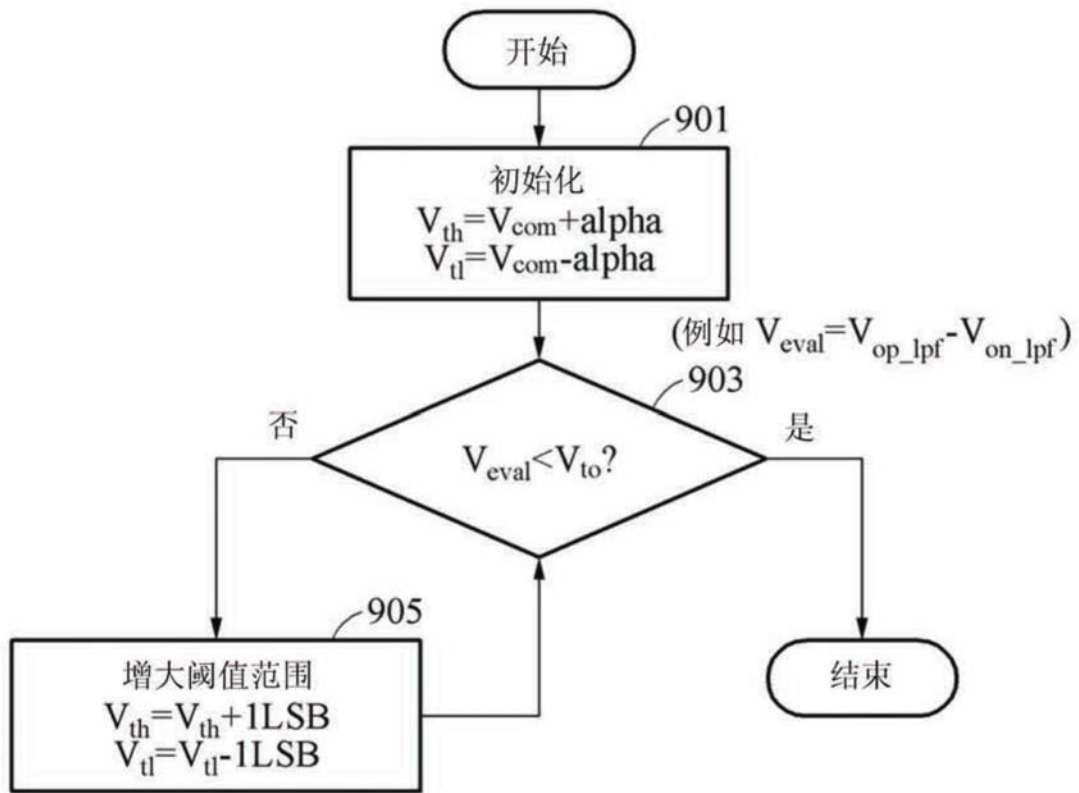 开始
901
初始化
Vth=Vcom+alpha
Vtl=Vcom-alpha
(例如 Veval=Vop_lpf-Von_lpf)
903
否
是
Veval<Vto?
905
增大阈值范围
Vth=Vth+1LSB
Vtl=Vtl-1LSB
结束